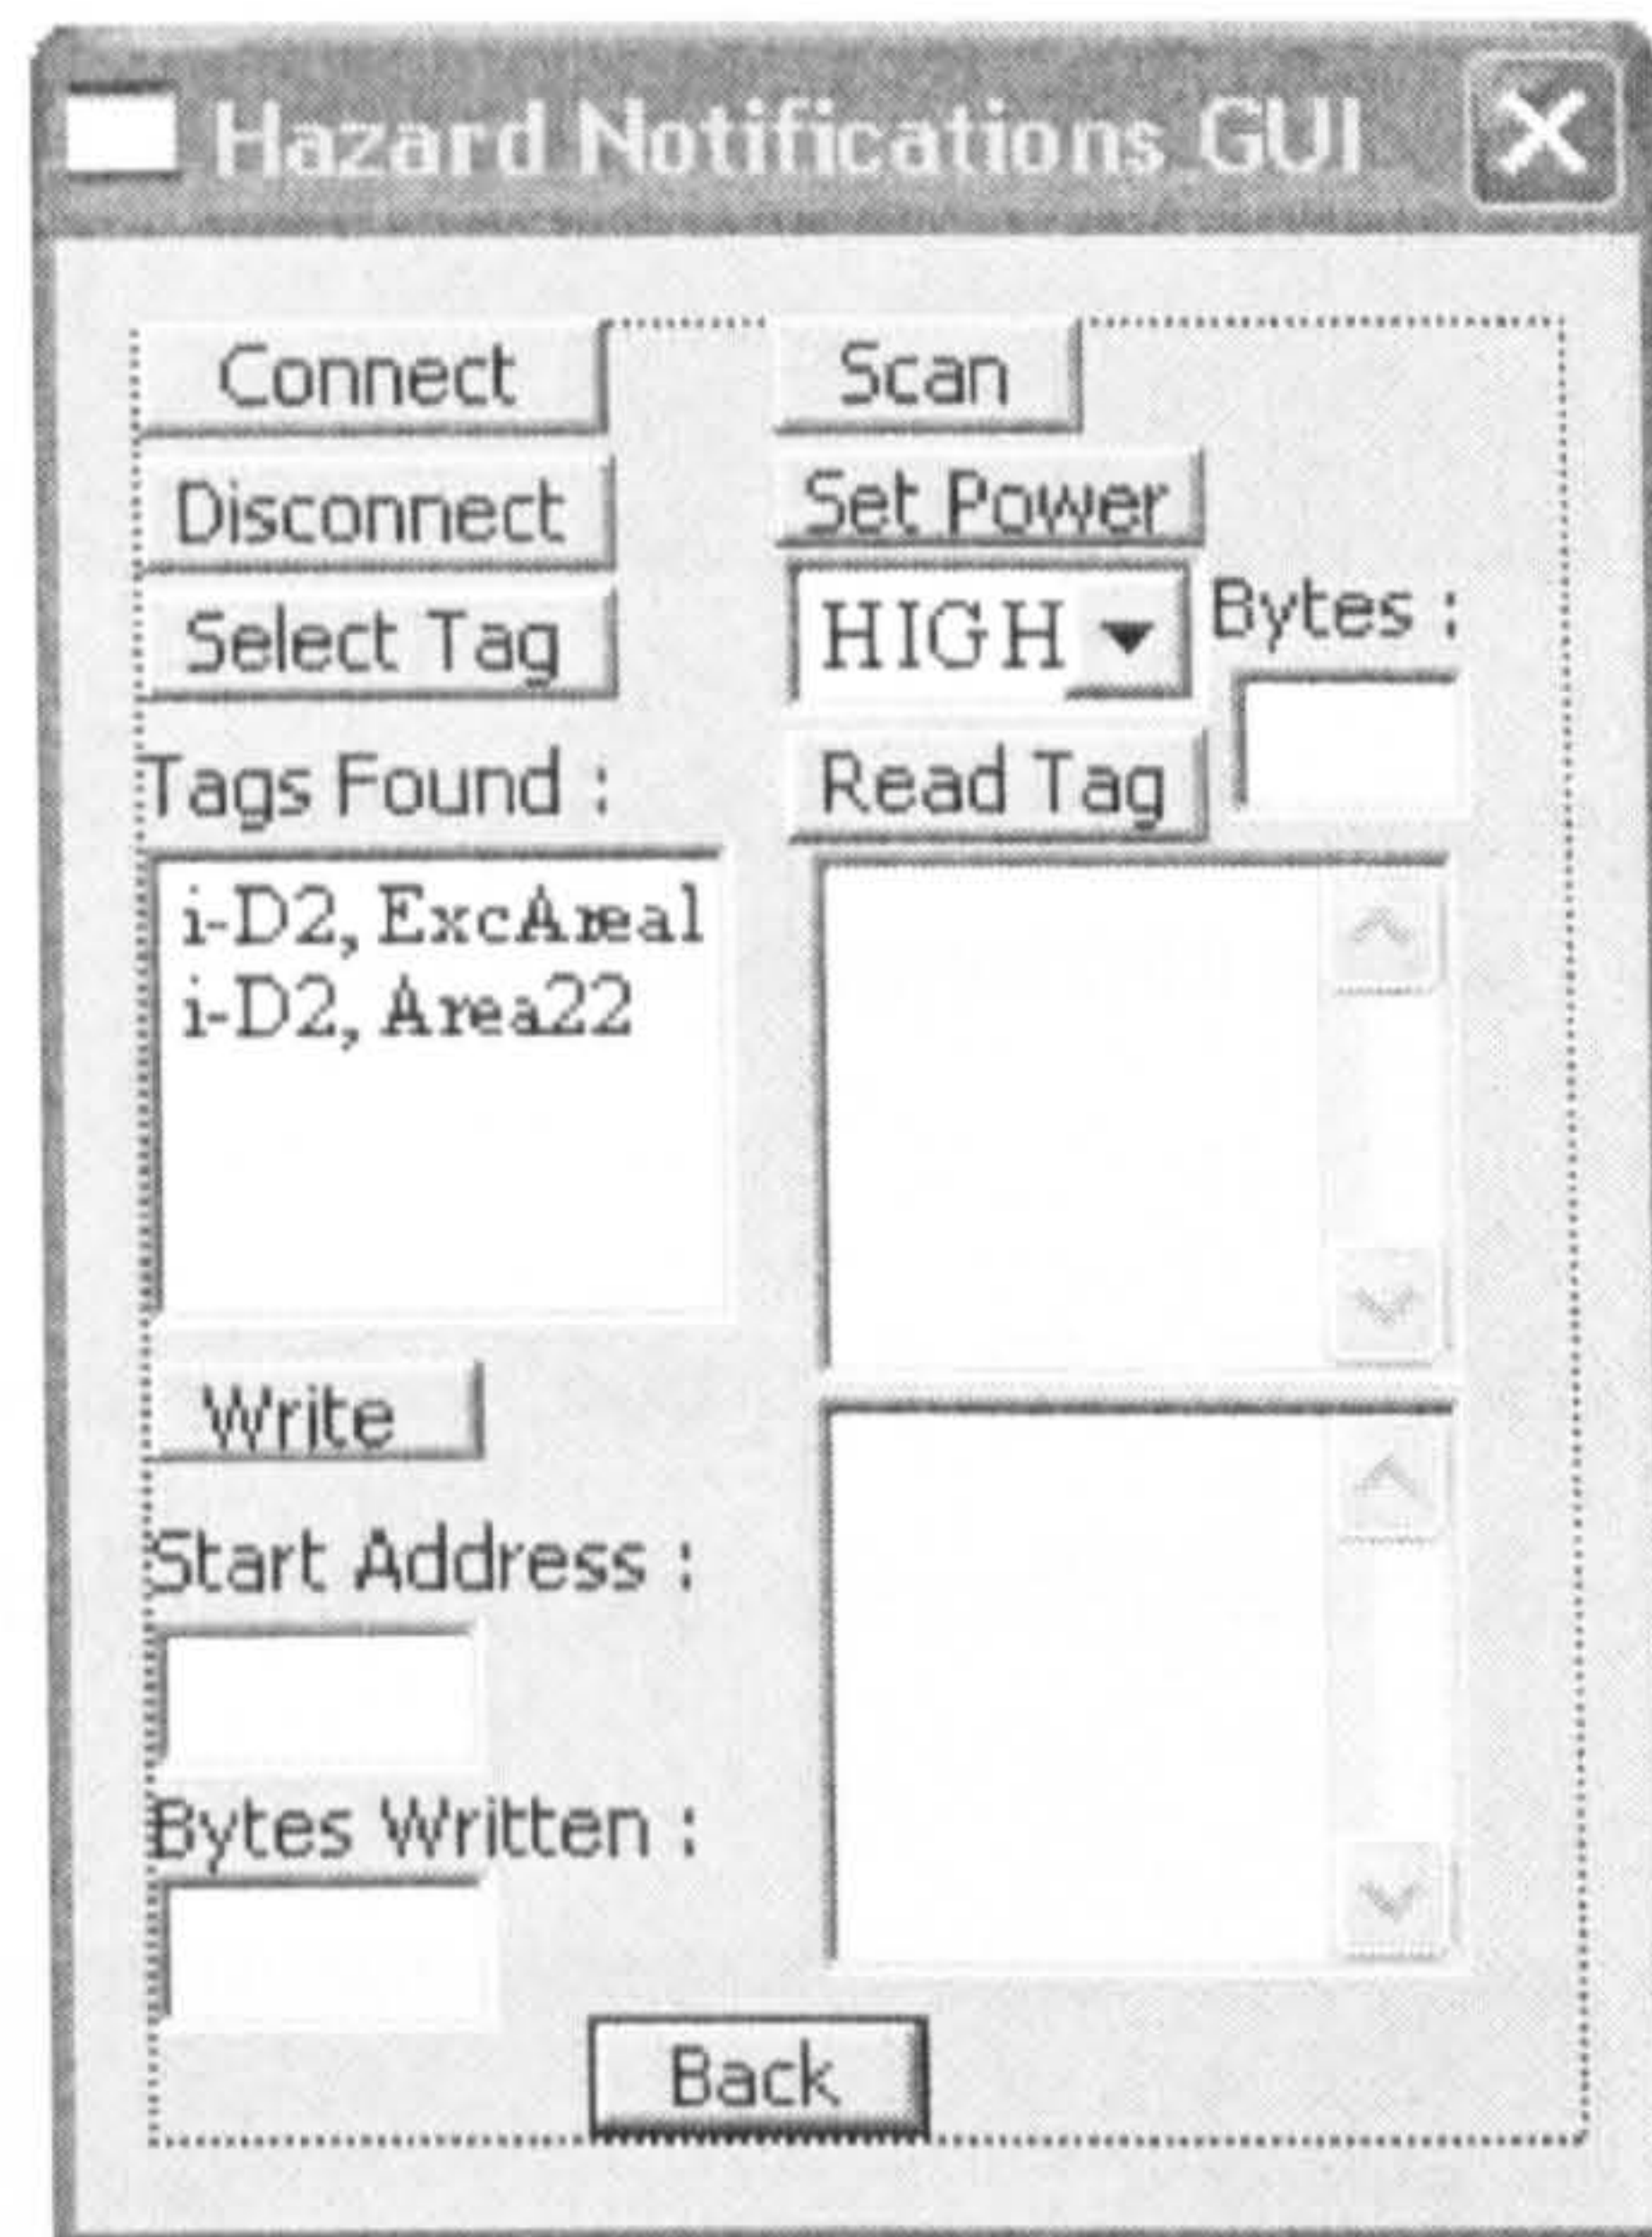 Hazard Notifications GUI
Connect
Scan
Disconnect
Set Power
Select Tag
HIGH
Bytes :
Tags Found :
Read Tag
i-D2, ExcArea1
i-D2, Area22
Write
Start Address :
Bytes Written :
Back